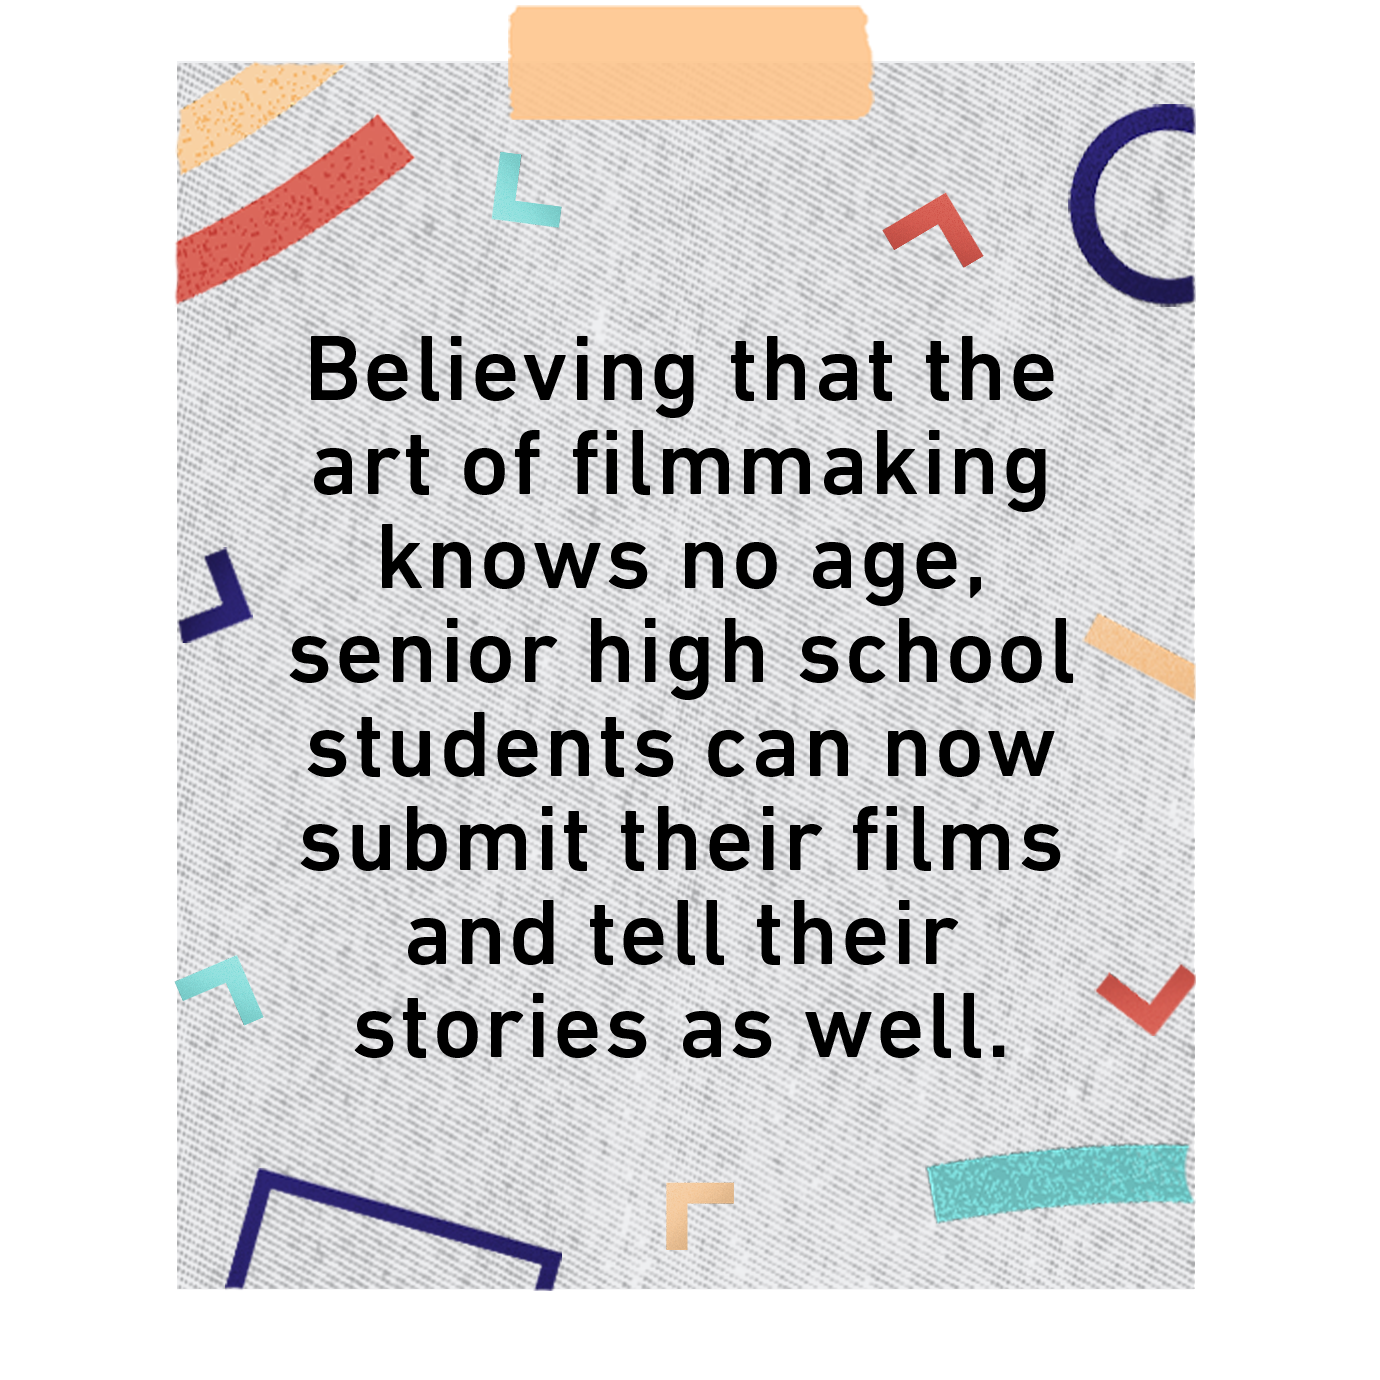 Believing that the
art of filmmaking
knows no age,
senior high school
students can now
submit their films
and tell their
stories as well.